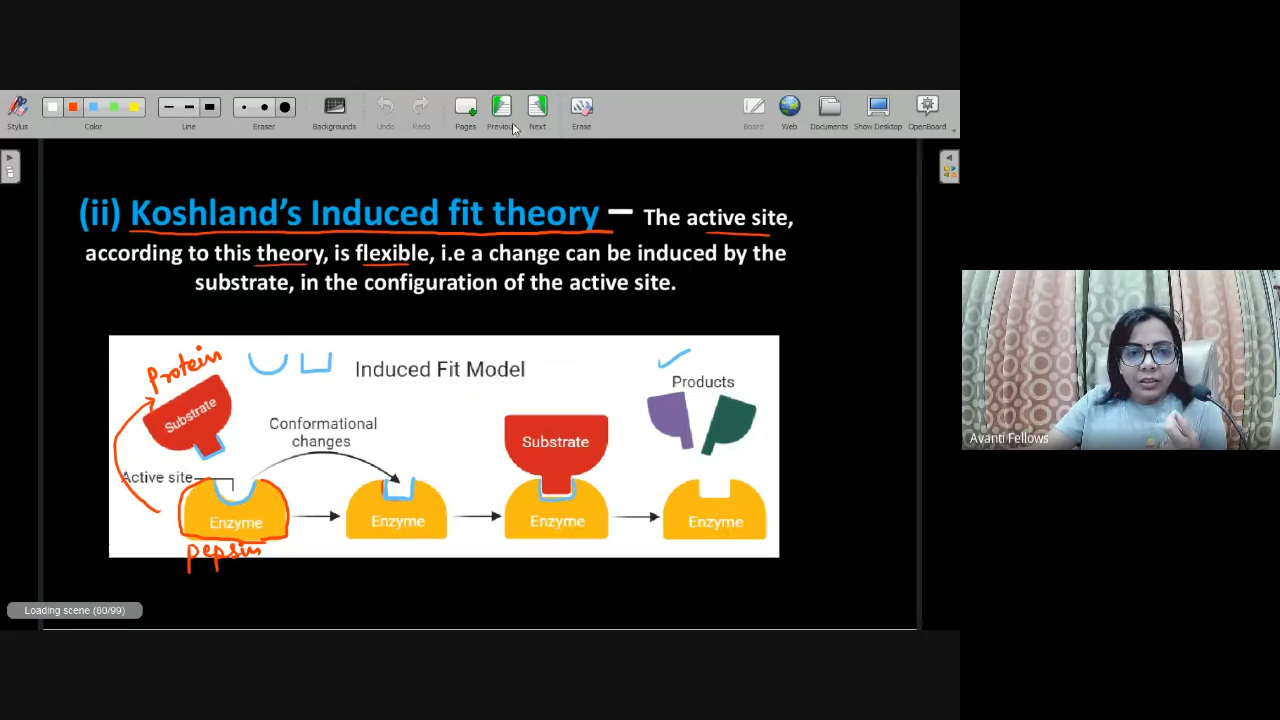 Stylus
Color
Line
Eraser
Backgrounds
Undo
Redo
Pages
Previous
Next
Erase
Board
Web
Documents
Show Desktop
OpenBoard
(ii) Koshland's Induced fit theory – The active site,
according to this theory, is flexible, i.e a change can be induced by the
substrate, in the configuration of the active site.
Protein
Induced Fit Model
Products
Substrate
Conformational
changes
Substrate
Active site
Enzyme
Enzyme
Enzyme
Enzyme
pepsin
Avanti Fellows
Loading scene (80/99)